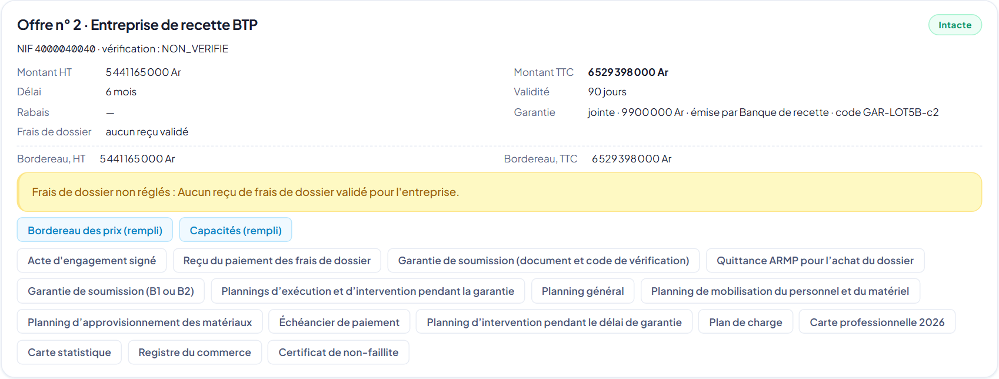 Offre n° 2 · Entreprise de recette BTP
Intacte
NIF 4000040040 · vérification : NON_VERIFIE
Montant HT 5 441 165 000 Ar
Montant TTC 6 529 398 000 Ar
Délai 6 mois
Validité 90 jours
Rabais —
Garantie jointe · 9 900 000 Ar · émise par Banque de recette · code GAR-LOT5B-c2
Frais de dossier aucun reçu validé
Bordereau, HT 5 441 165 000 Ar
Bordereau, TTC 6 529 398 000 Ar
Frais de dossier non réglés : Aucun reçu de frais de dossier validé pour l'entreprise.
Bordereau des prix (rempli) Capacités (rempli)
Acte d'engagement signé Reçu du paiement des frais de dossier Garantie de soumission (document et code de vérification) Quittance ARMP pour l’achat du dossier
Garantie de soumission (B1 ou B2) Plannings d’exécution et d’intervention pendant la garantie Planning général Planning de mobilisation du personnel et du matériel
Planning d’approvisionnement des matériaux Échéancier de paiement Planning d’intervention pendant le délai de garantie Plan de charge Carte professionnelle 2026
Carte statistique Registre du commerce Certificat de non-faillite